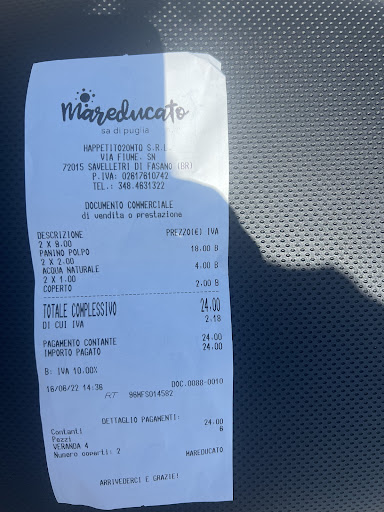 Mareducato
sa di puglia
HAPPETITO20MTO S.R.L.
VIA FIUME, SN
72015 SAVELLETRI DI FASANO (BR)
P.IVA: 02617610742
TEL.: 348.4631322
DOCUMENTO COMMERCIALE
di vendita o prestazione
DESCRIZIONE PREZZO(€) IVA
2 X 9.00
PANINO POLPO 18.00 B
2 X 2.00
ACQUA NATURALE 4.00 B
2 X 1.00
COPERTO 2.00 B
TOTALE COMPLESSIVO 24,00
DI CUI IVA 2.18
PAGAMENTO CONTANTE 24.00
IMPORTO PAGATO 24.00
B: IVA 10.00%
16/06/22 14:36 DOC.0088-0010
RT 96MFS014582
DETTAGLIO PAGAMENTI:
Contanti 24.00
Pezzi 6
VERANDA 4
Numero coperti: 2 MAREDUCATO
ARRIVEDERCI E GRAZIE!